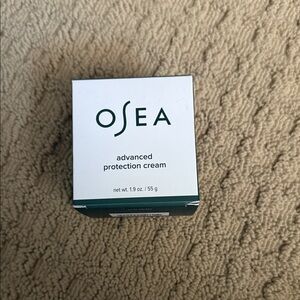 OSEA
advanced
protection cream
net wt. 1.9 oz. / 55 g